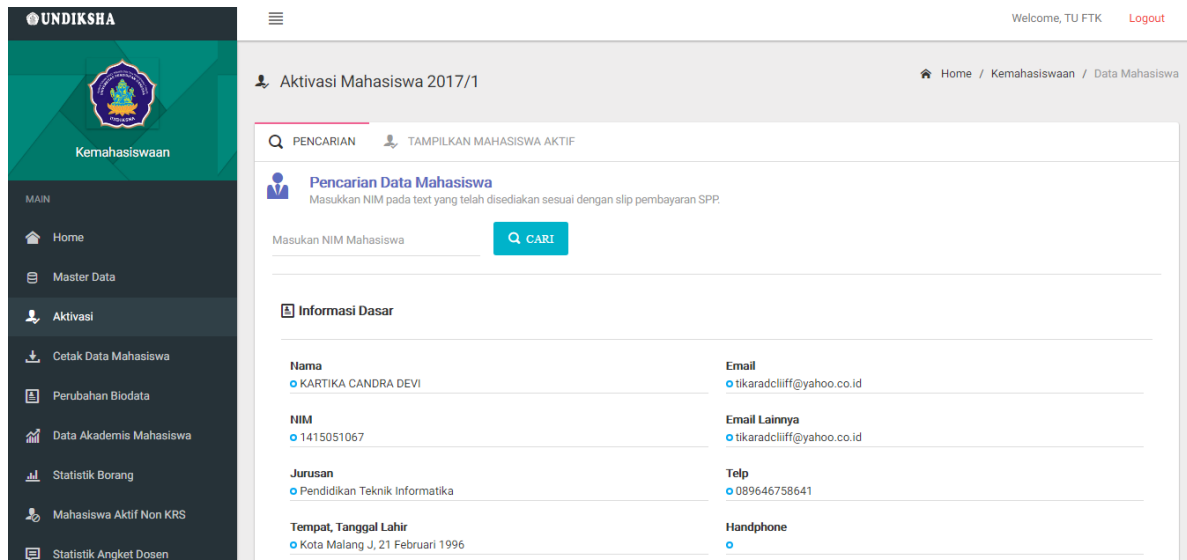 UNDIKSHA
Welcome, TU FTK Logout
Kemahasiswaan
MAIN
Home
Master Data
Aktivasi
Cetak Data Mahasiswa
Perubahan Biodata
Data Akademis Mahasiswa
Statistik Borang
Mahasiswa Aktif Non KRS
Statistik Angket Dosen
Aktivasi Mahasiswa 2017/1
Home / Kemahasiswaan / Data Mahasiswa
PENCARIAN TAMPILKAN MAHASISWA AKTIF
Pencarian Data Mahasiswa
Masukkan NIM pada text yang telah disediakan sesuai dengan slip pembayaran SPP.
Masukan NIM Mahasiswa CARI
Informasi Dasar
Nama
KARTIKA CANDRA DEVI
NIM
1415051067
Jurusan
Pendidikan Teknik Informatika
Tempat, Tanggal Lahir
Kota Malang J, 21 Februari 1996
Email
tikaradcliiff@yahoo.co.id
Email Lainnya
tikaradcliiff@yahoo.co.id
Telp
089646758641
Handphone